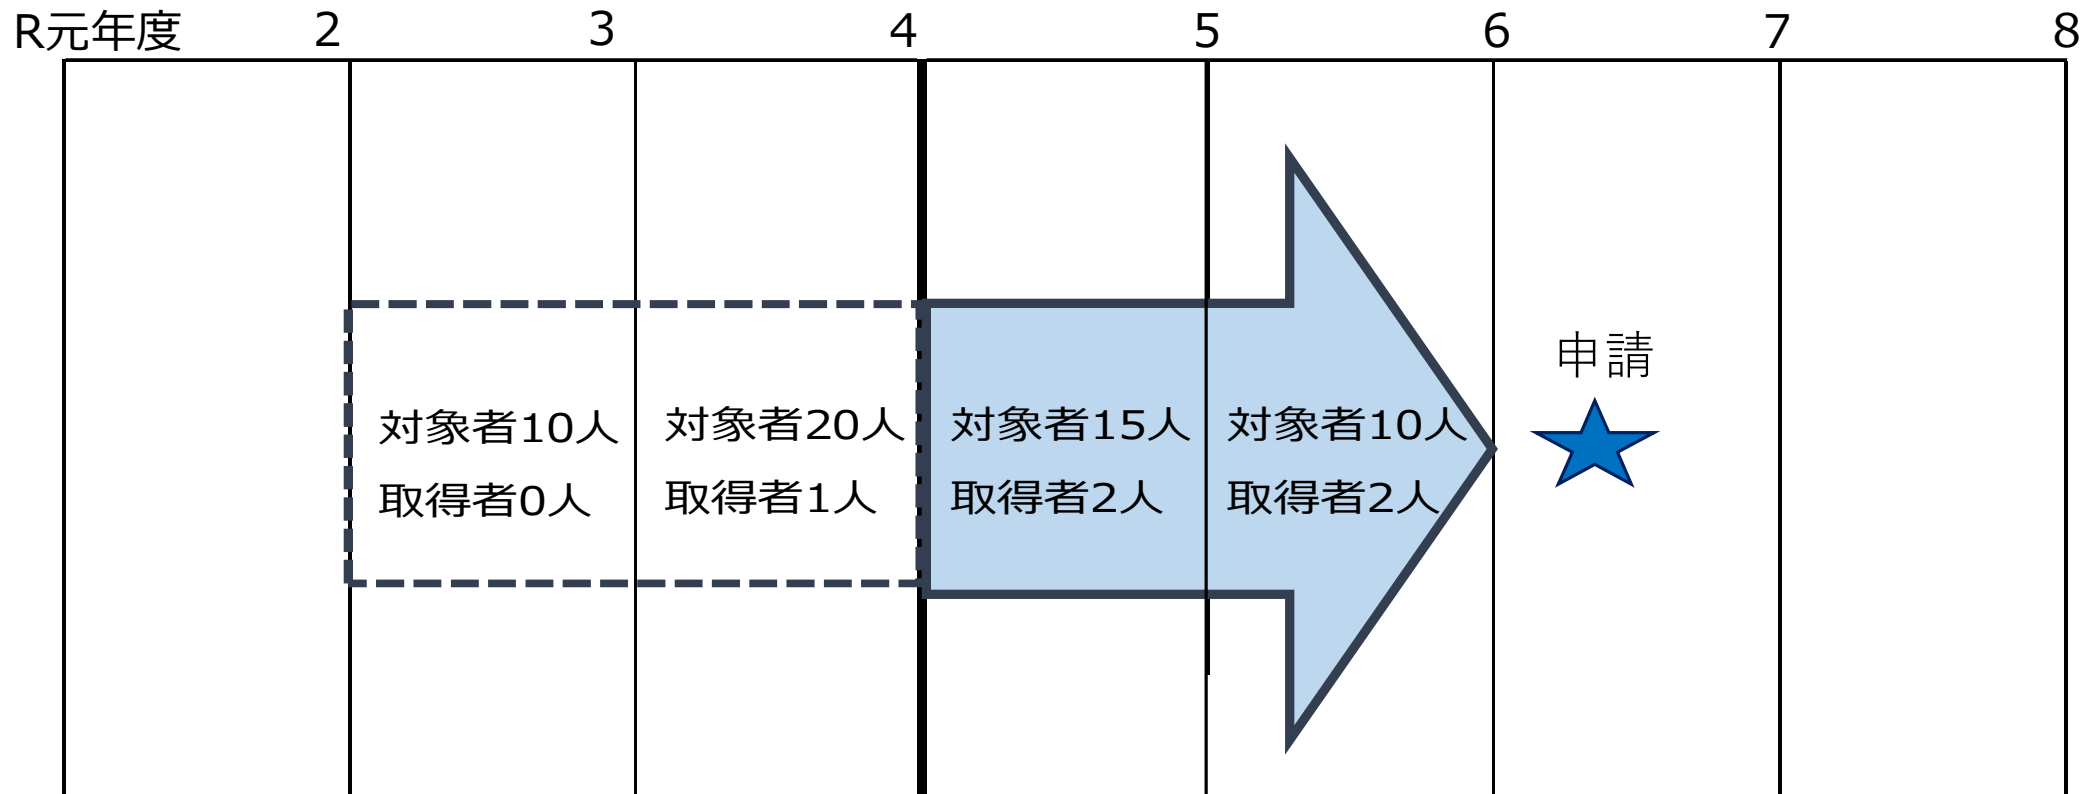 R元年度 2 3 4 5 6 7 8
申請
対象者10人 対象者20人 対象者15人 対象者10人
取得者0人 取得者1人 取得者2人 取得者2人